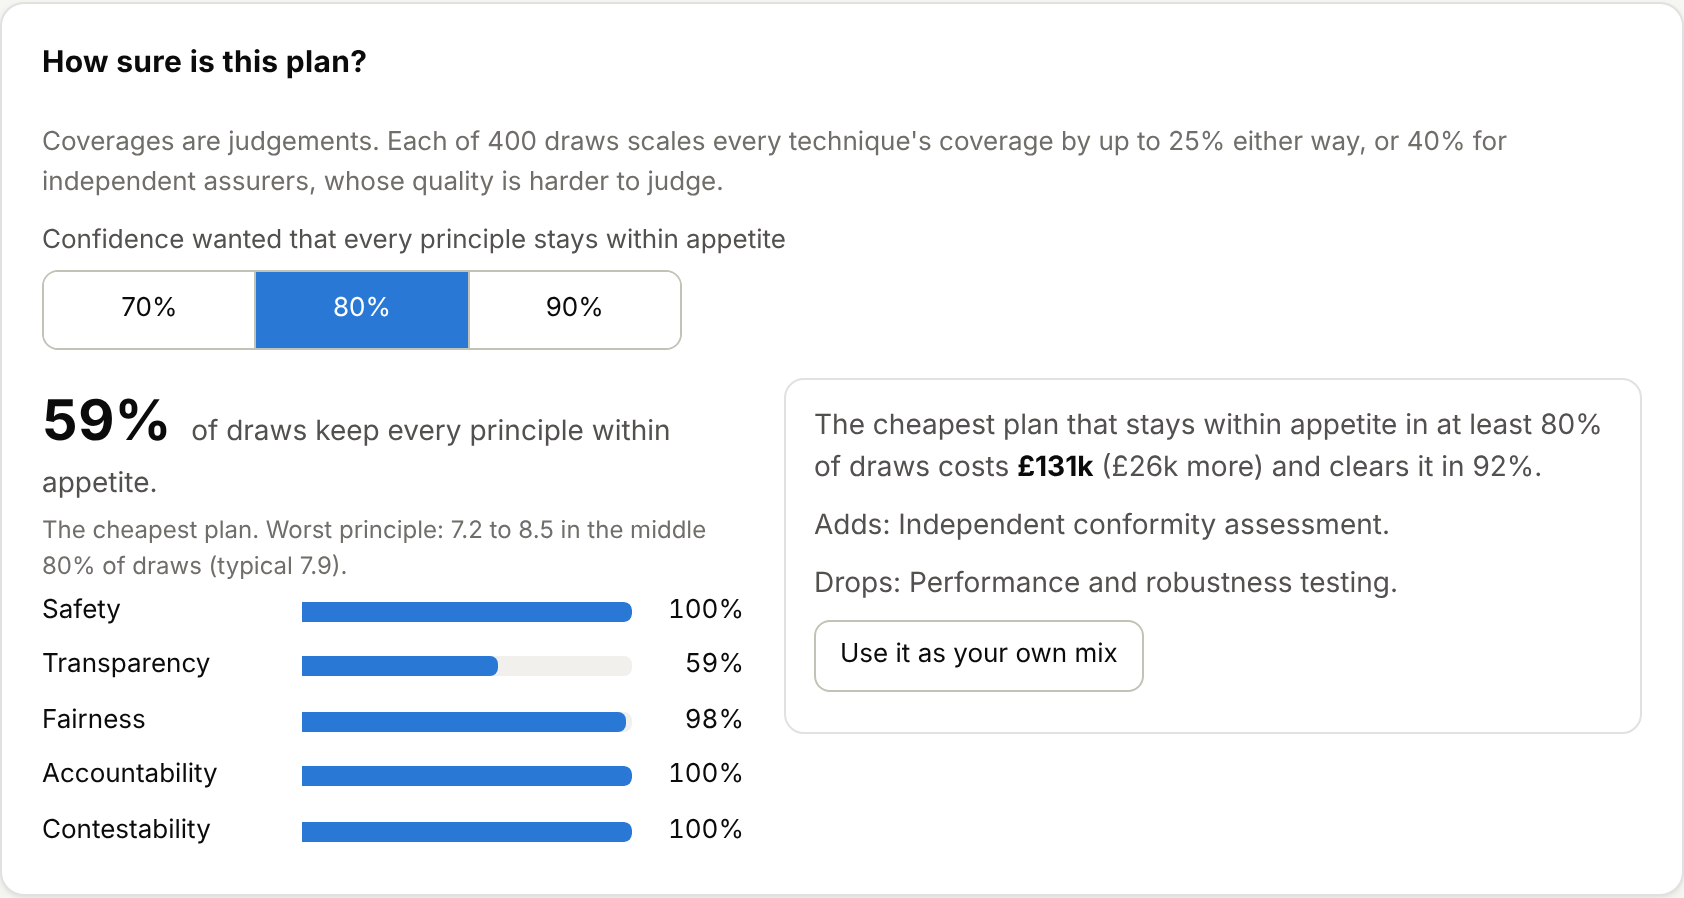 How sure is this plan?
Coverages are judgements. Each of 400 draws scales every technique's coverage by up to 25% either way, or 40% for
independent assurers, whose quality is harder to judge.
Confidence wanted that every principle stays within appetite
70% 80% 90%
59% of draws keep every principle within
appetite.
The cheapest plan. Worst principle: 7.2 to 8.5 in the middle
80% of draws (typical 7.9).
Safety 100%
Transparency 59%
Fairness 98%
Accountability 100%
Contestability 100%
The cheapest plan that stays within appetite in at least 80%
of draws costs £131k (£26k more) and clears it in 92%.
Adds: Independent conformity assessment.
Drops: Performance and robustness testing.
Use it as your own mix